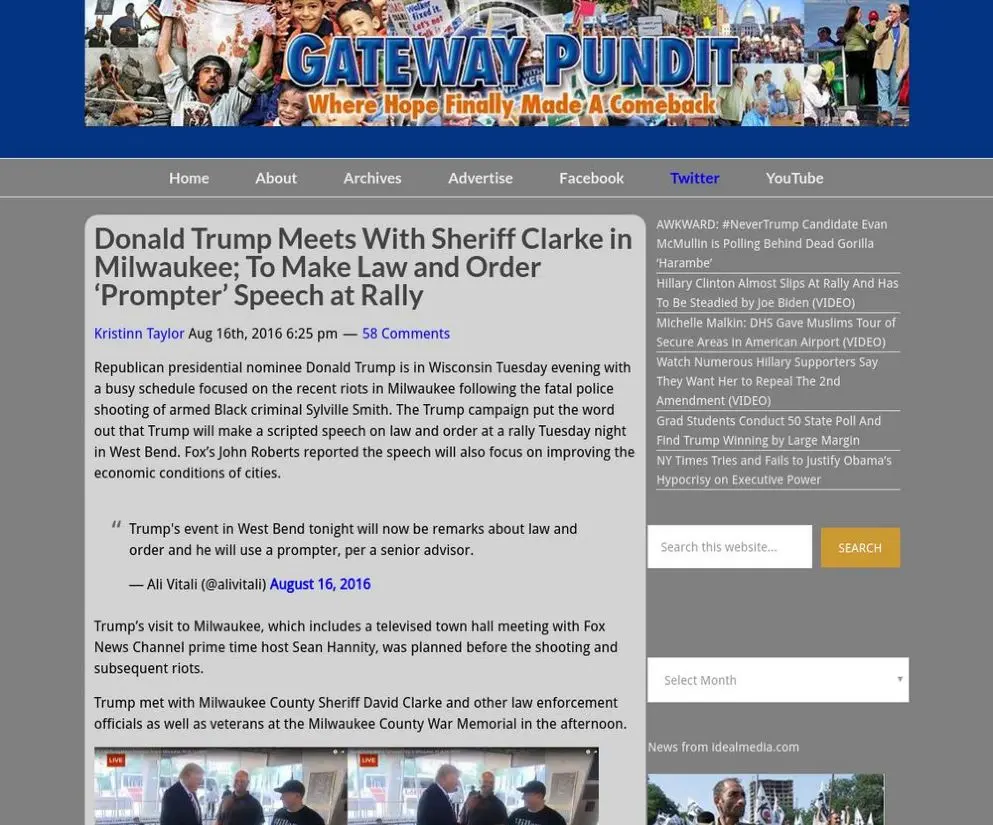 Walker
fixed it.
Let's not
GATEWAY PUNDIT
Where Hope Finally Made A Comeback
Home About Archives Advertise Facebook Twitter YouTube
Donald Trump Meets With Sheriff Clarke in
Milwaukee; To Make Law and Order
‘Prompter’ Speech at Rally
Kristinn Taylor Aug 16th, 2016 6:25 pm — 58 Comments
Republican presidential nominee Donald Trump is in Wisconsin Tuesday evening with
a busy schedule focused on the recent riots in Milwaukee following the fatal police
shooting of armed Black criminal Sylville Smith. The Trump campaign put the word
out that Trump will make a scripted speech on law and order at a rally Tuesday night
in West Bend. Fox’s John Roberts reported the speech will also focus on improving the
economic conditions of cities.
“ Trump's event in West Bend tonight will now be remarks about law and
order and he will use a prompter, per a senior advisor.
— Ali Vitali (@alivitali) August 16, 2016
Trump’s visit to Milwaukee, which includes a televised town hall meeting with Fox
News Channel prime time host Sean Hannity, was planned before the shooting and
subsequent riots.
Trump met with Milwaukee County Sheriff David Clarke and other law enforcement
officials as well as veterans at the Milwaukee County War Memorial in the afternoon.
LIVE
LIVE
AWKWARD: #NeverTrump Candidate Evan
McMullin is Polling Behind Dead Gorilla
‘Harambe’
Hillary Clinton Almost Slips At Rally And Has
To Be Steadied by Joe Biden (VIDEO)
Michelle Malkin: DHS Gave Muslims Tour of
Secure Areas in American Airport (VIDEO)
Watch Numerous Hillary Supporters Say
They Want Her to Repeal The 2nd
Amendment (VIDEO)
Grad Students Conduct 50 State Poll And
Find Trump Winning by Large Margin
NY Times Tries and Fails to Justify Obama’s
Hypocrisy on Executive Power
Search this website... SEARCH
Select Month
News from idealmedia.com